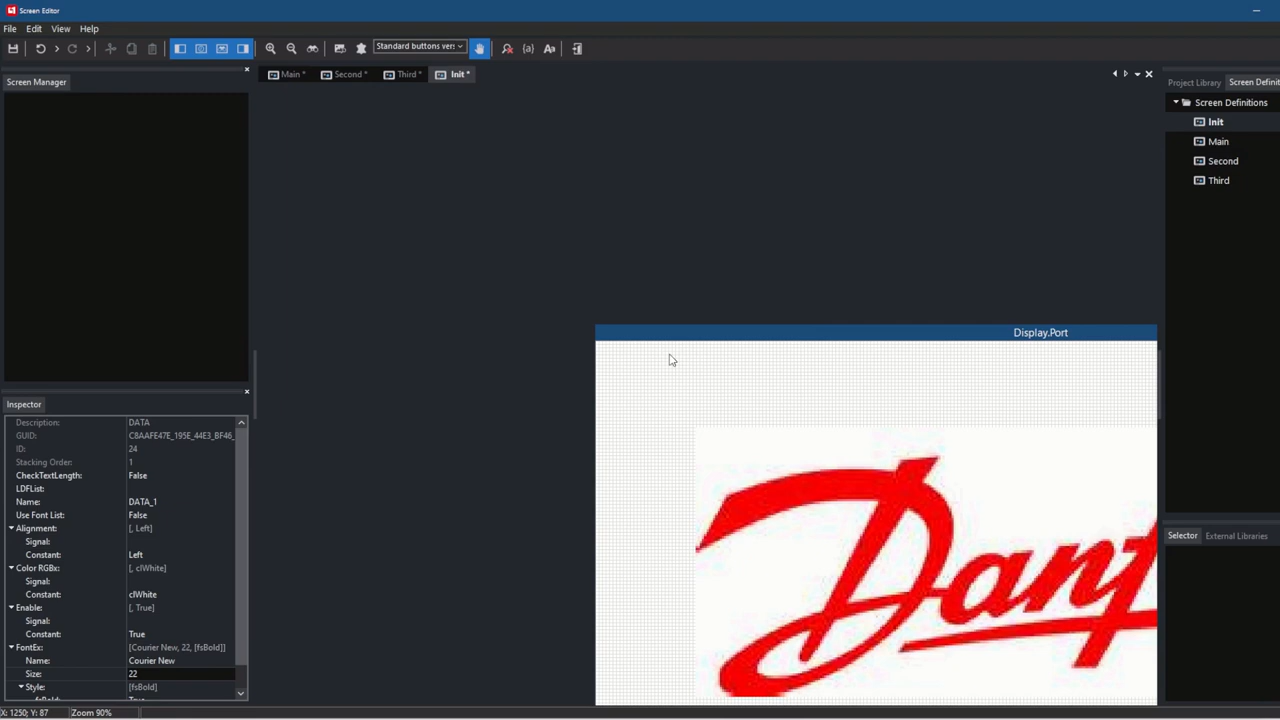 Screen Editor
File Edit View Help
Standard buttons ver:
Screen Manager
Main * Second * Third * Init *
Project Library Screen Definit
Screen Definitions
Init
Main
Second
Third
Display.Port
Danf
Inspector
Description: DATA
GUID: C8AAFE47E_195E_44E3_BF46_
ID: 24
Stacking Order: 1
CheckTextLength: False
LDFList:
Name: DATA_1
Use Font List: False
Alignment: [, Left]
Signal:
Constant: Left
Color RGBx: [, clWhite]
Signal:
Constant: clWhite
Enable: [, True]
Signal:
Constant: True
FontEx: [Courier New, 22, [fsBold]]
Name: Courier New
Size: 22
Style: [fsBold]
Selector External Libraries
X: 1250; Y: 87 Zoom 90%